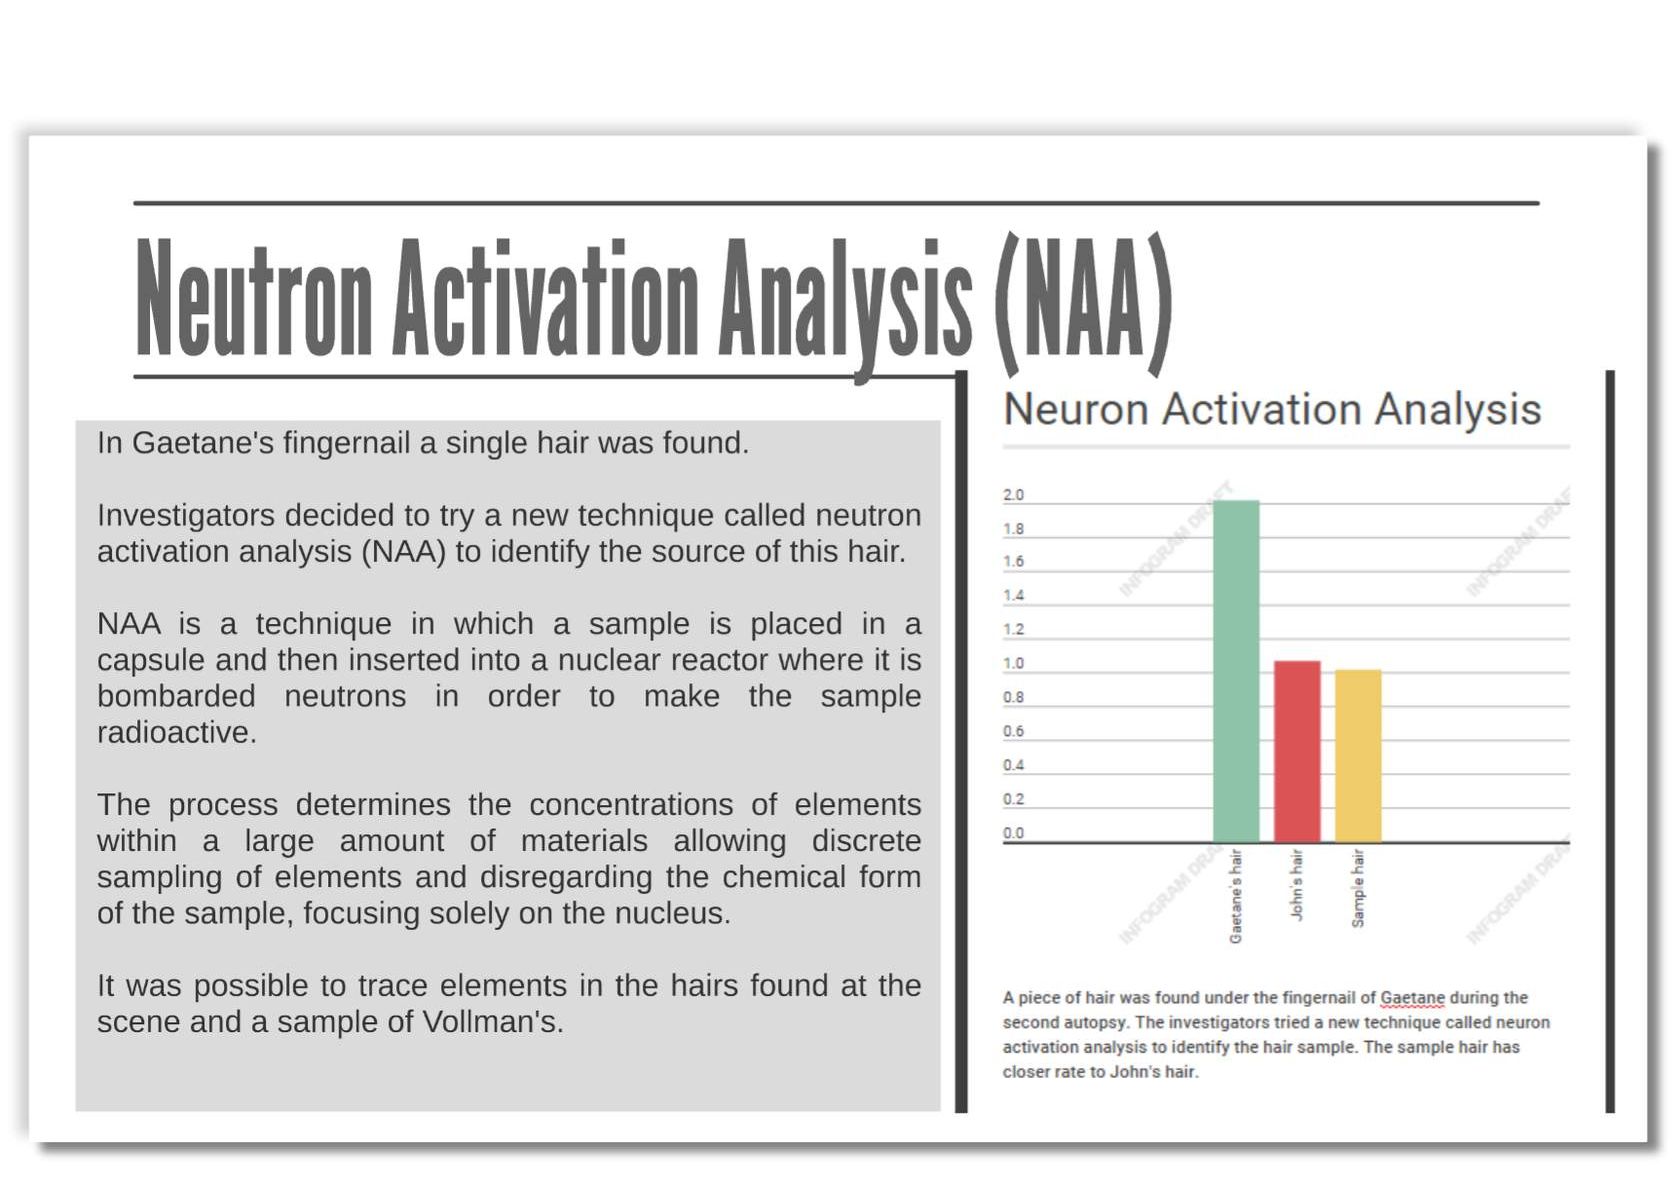 Neutron Activation Analysis (NAA)
In Gaetane's fingernail a single hair was found.
Investigators decided to try a new technique called neutron
activation analysis (NAA) to identify the source of this hair.
NAA is a technique in which a sample is placed in a
capsule and then inserted into a nuclear reactor where it is
bombarded neutrons in order to make the sample
radioactive.
The process determines the concentrations of elements
within a large amount of materials allowing discrete
sampling of elements and disregarding the chemical form
of the sample, focusing solely on the nucleus.
It was possible to trace elements in the hairs found at the
scene and a sample of Vollman's.
Neuron Activation Analysis
2.0
1.8
1.6
1.4
1.2
1.0
0.8
0.6
0.4
0.2
0.0
INFOGRAM DRAFT
INFOGRAM DRAFT
INFOGRAM DRAFT
INFOGRAM DRAFT
Gaetane's hair
John's hair
Sample hair
A piece of hair was found under the fingernail of Gaetane during the
second autopsy. The investigators tried a new technique called neuron
activation analysis to identify the hair sample. The sample hair has
closer rate to John's hair.